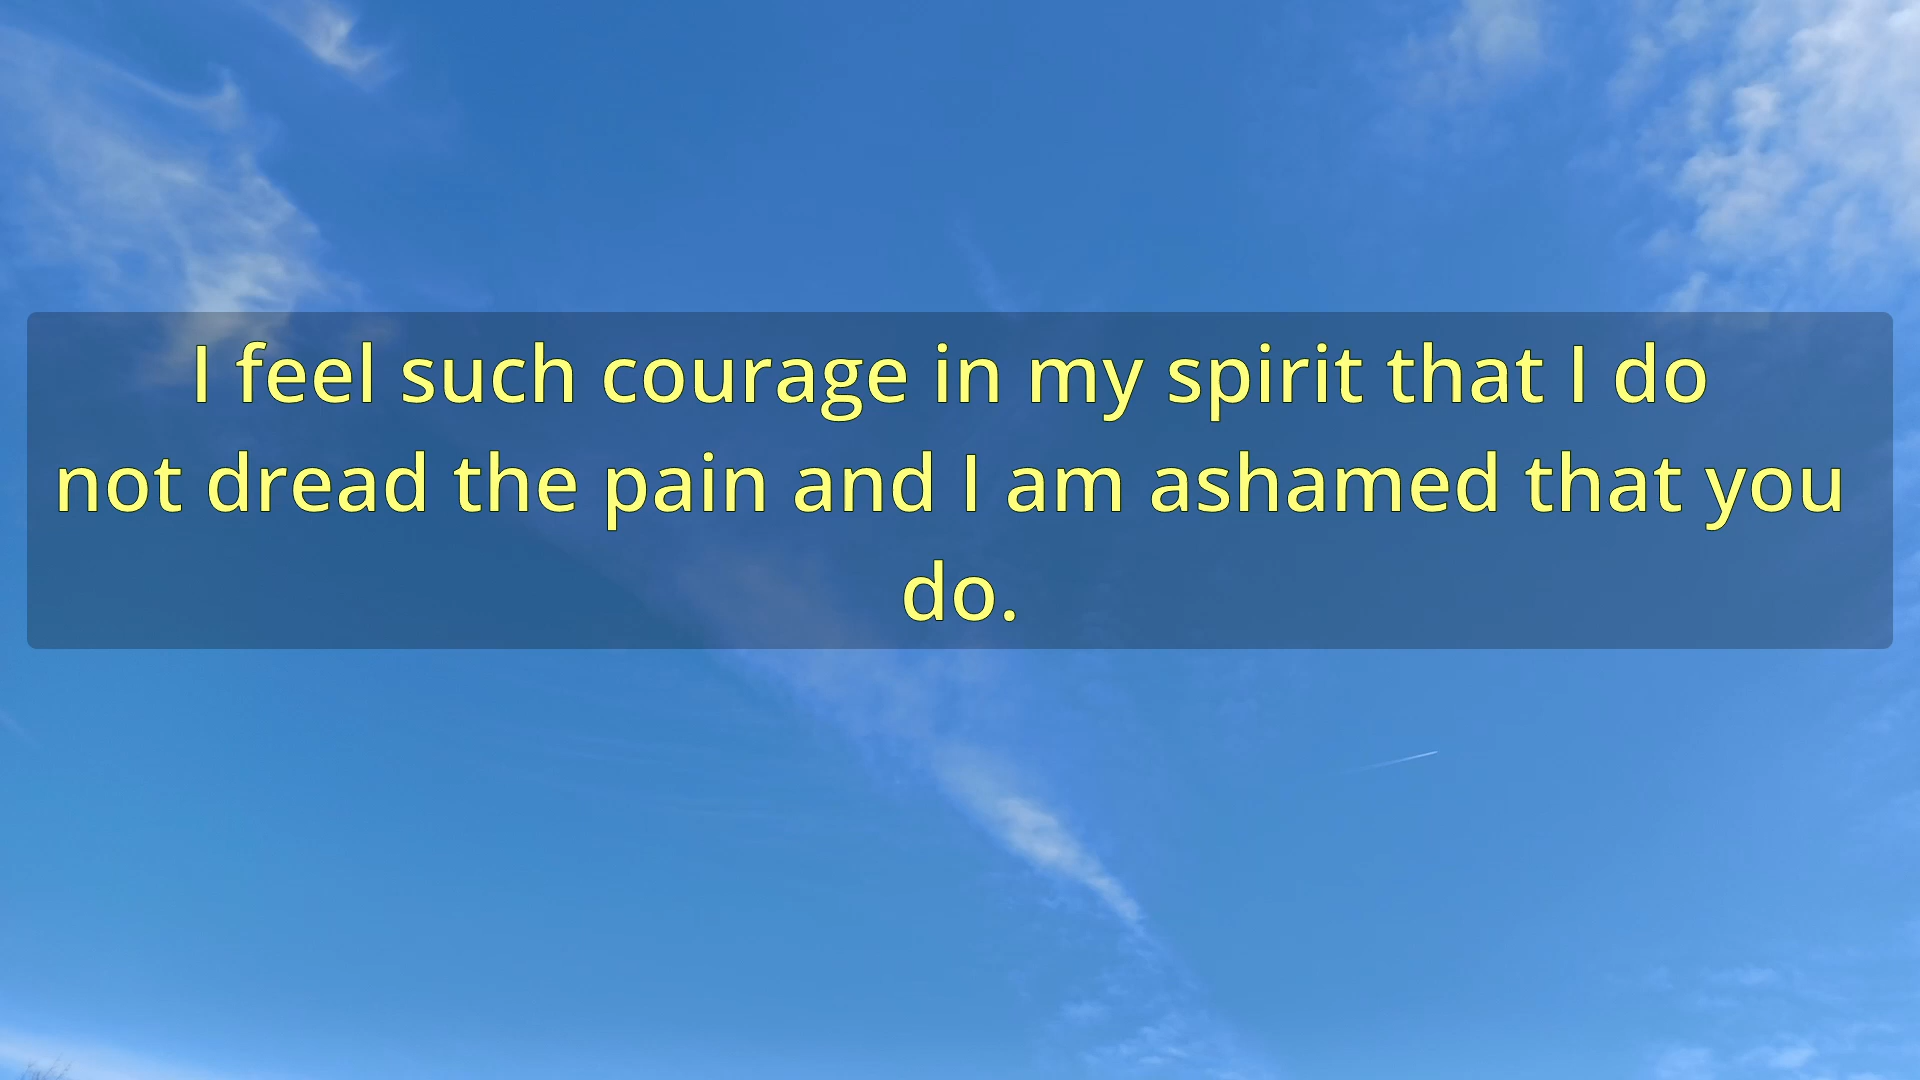 I feel such courage in my spirit that I do
not dread the pain and I am ashamed that you
do.